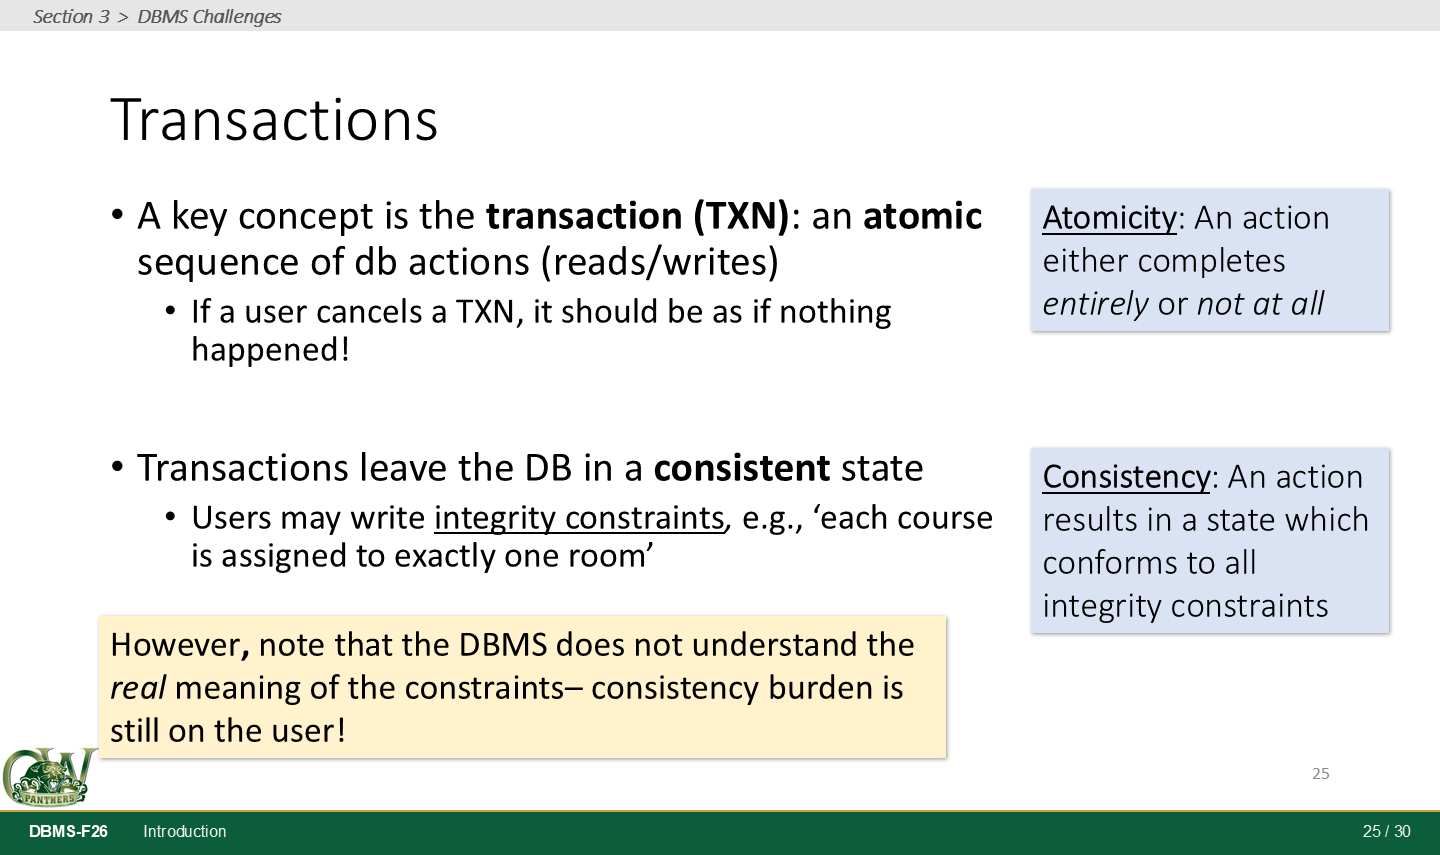 Section 3 > DBMS Challenges
Transactions
• A key concept is the transaction (TXN): an atomic
sequence of db actions (reads/writes)
• If a user cancels a TXN, it should be as if nothing
happened!
Atomicity: An action
either completes
entirely or not at all
• Transactions leave the DB in a consistent state
• Users may write integrity constraints, e.g., ‘each course
is assigned to exactly one room’
Consistency: An action
results in a state which
conforms to all
integrity constraints
However, note that the DBMS does not understand the
real meaning of the constraints– consistency burden is
still on the user!
PANTHERS
25
DBMS-F26 Introduction 25 / 30